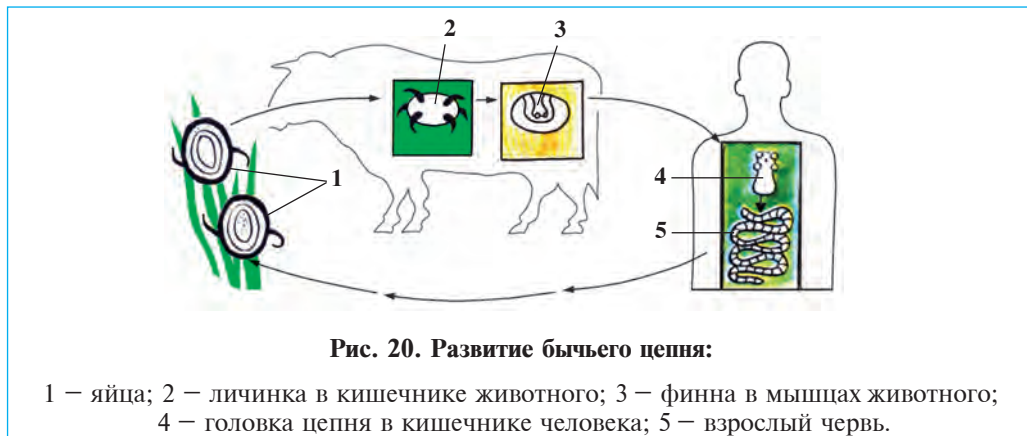 2
3
1
4
5
Рис. 20. Развитие бычьего цепня:
1 — яйца; 2 — личинка в кишечнике животного; 3 — финна в мышцах животного;
4 — головка цепня в кишечнике человека; 5 — взрослый червь.